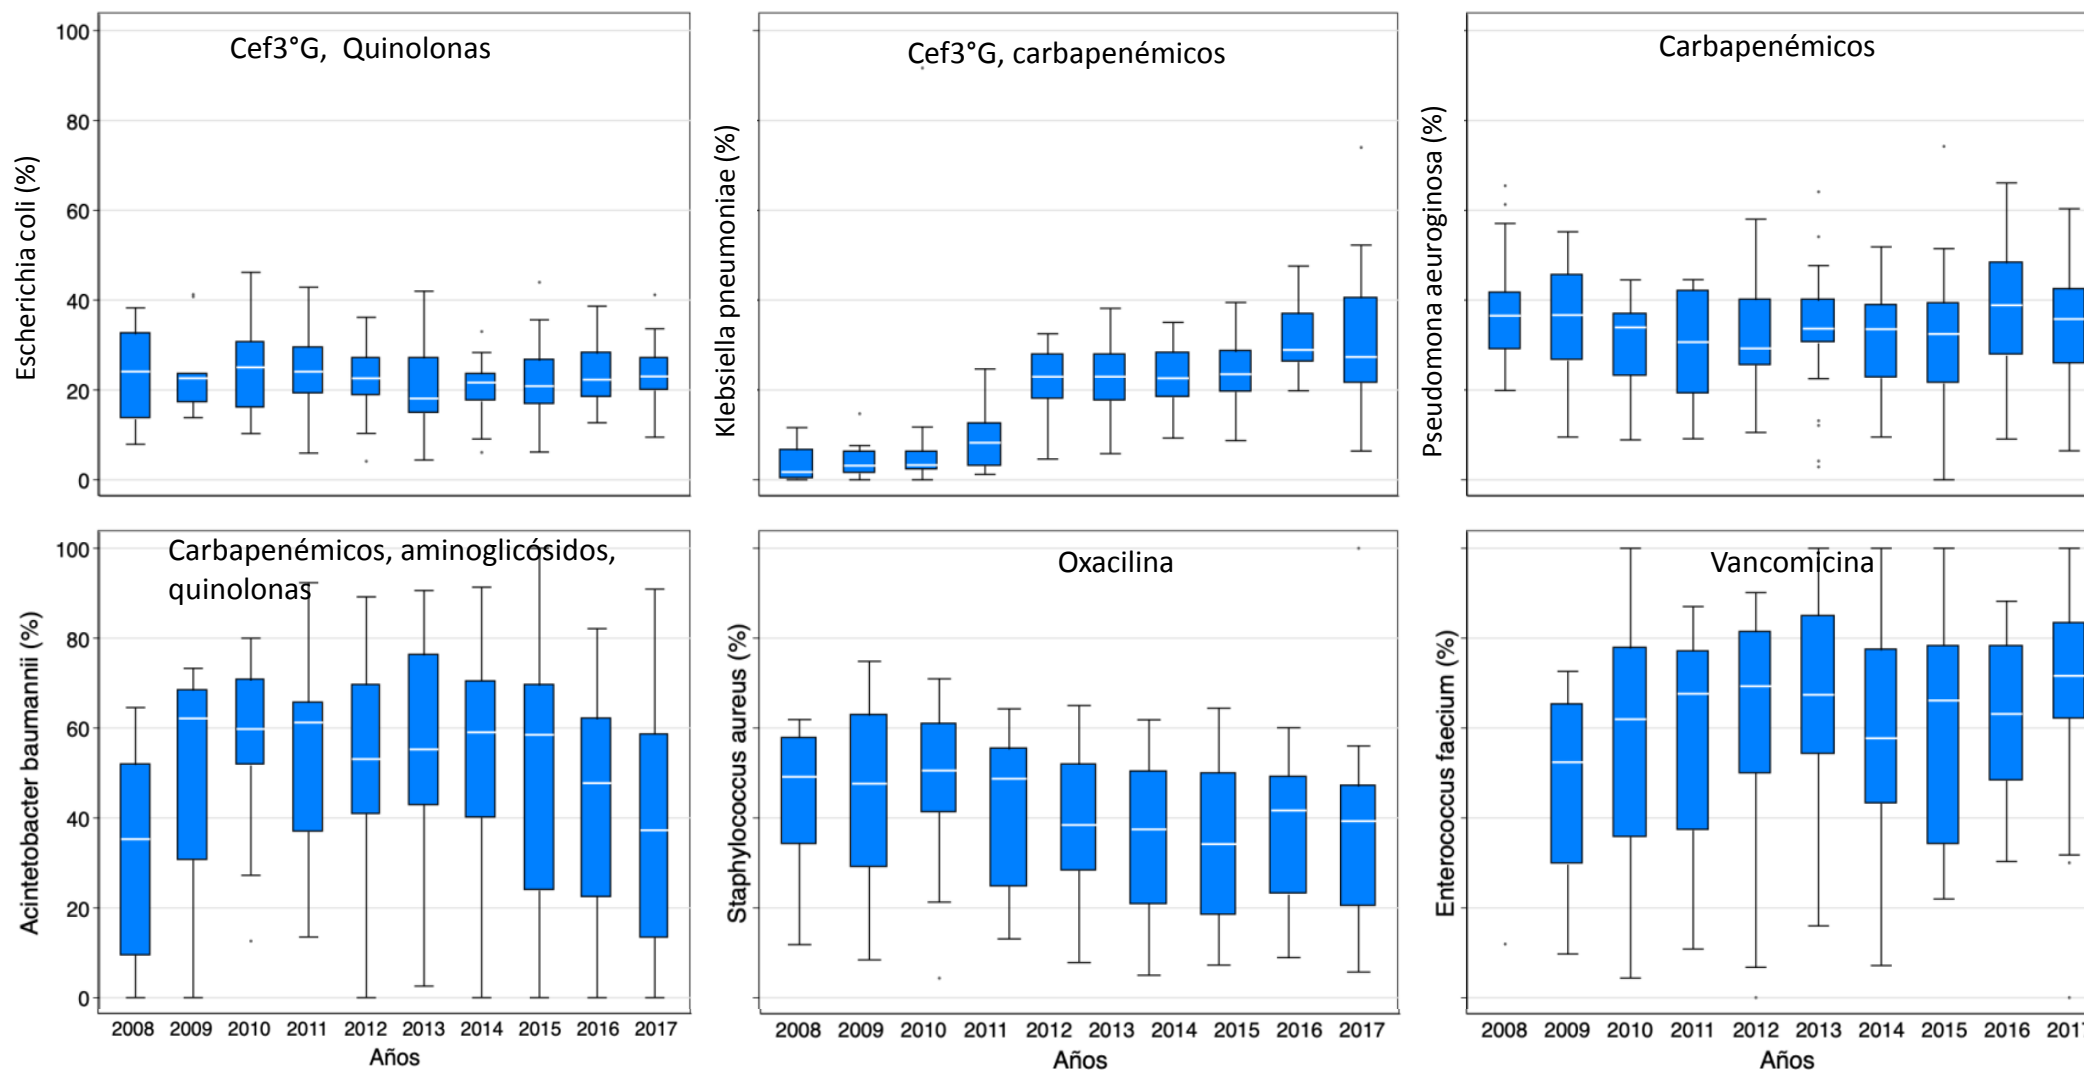 Cef3°G, Quinolonas
Escherichia coli (%)
100
80
60
40
20
0
Cef3°G, carbapenémicos
Klebsiella pneumoniae (%)
Carbapenémicos
Pseudomona aeuroginosa (%)
Carbapenémicos, aminoglicósidos,
quinolonas
Acintetobacter baumannii (%)
100
80
60
40
20
0
2008 2009 2010 2011 2012 2013 2014 2015 2016 2017
Años
Oxacilina
Staphylococcus aureus (%)
2008 2009 2010 2011 2012 2013 2014 2015 2016 2017
Años
Vancomicina
Enterococcus faecium (%)
2008 2009 2010 2011 2012 2013 2014 2015 2016 2017
Años